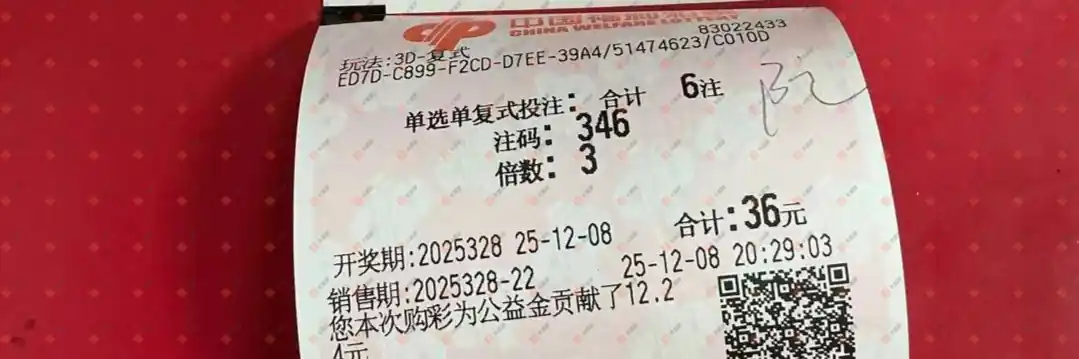 中国福利彩票
CHINA WELFARE LOTTERY
83022433
玩法:3D-复式
ED7D-C899-F2CD-D7EE-39A4/51474623/C010D
单选单复式投注: 合计 6注
注码: 346
倍数: 3
合计:36元
开奖期:2025328 25-12-08
销售期:2025328-22 25-12-08 20:29:03
您本次购彩为公益金贡献了12.2
4元